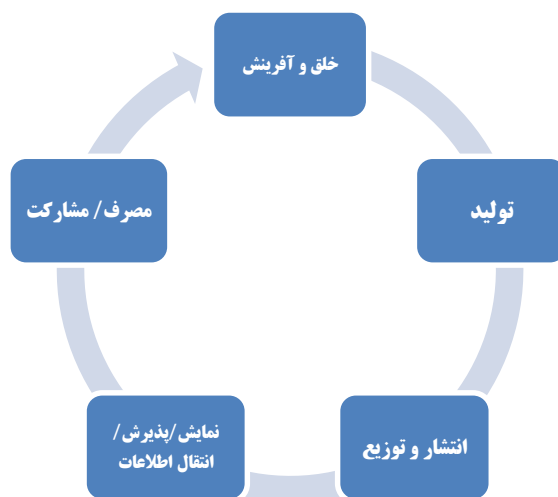 خلق و آفرینش
تولید
انتشار و توزیع
نمایش/پذیرش/
انتقال اطلاعات
مصرف/ مشارکت